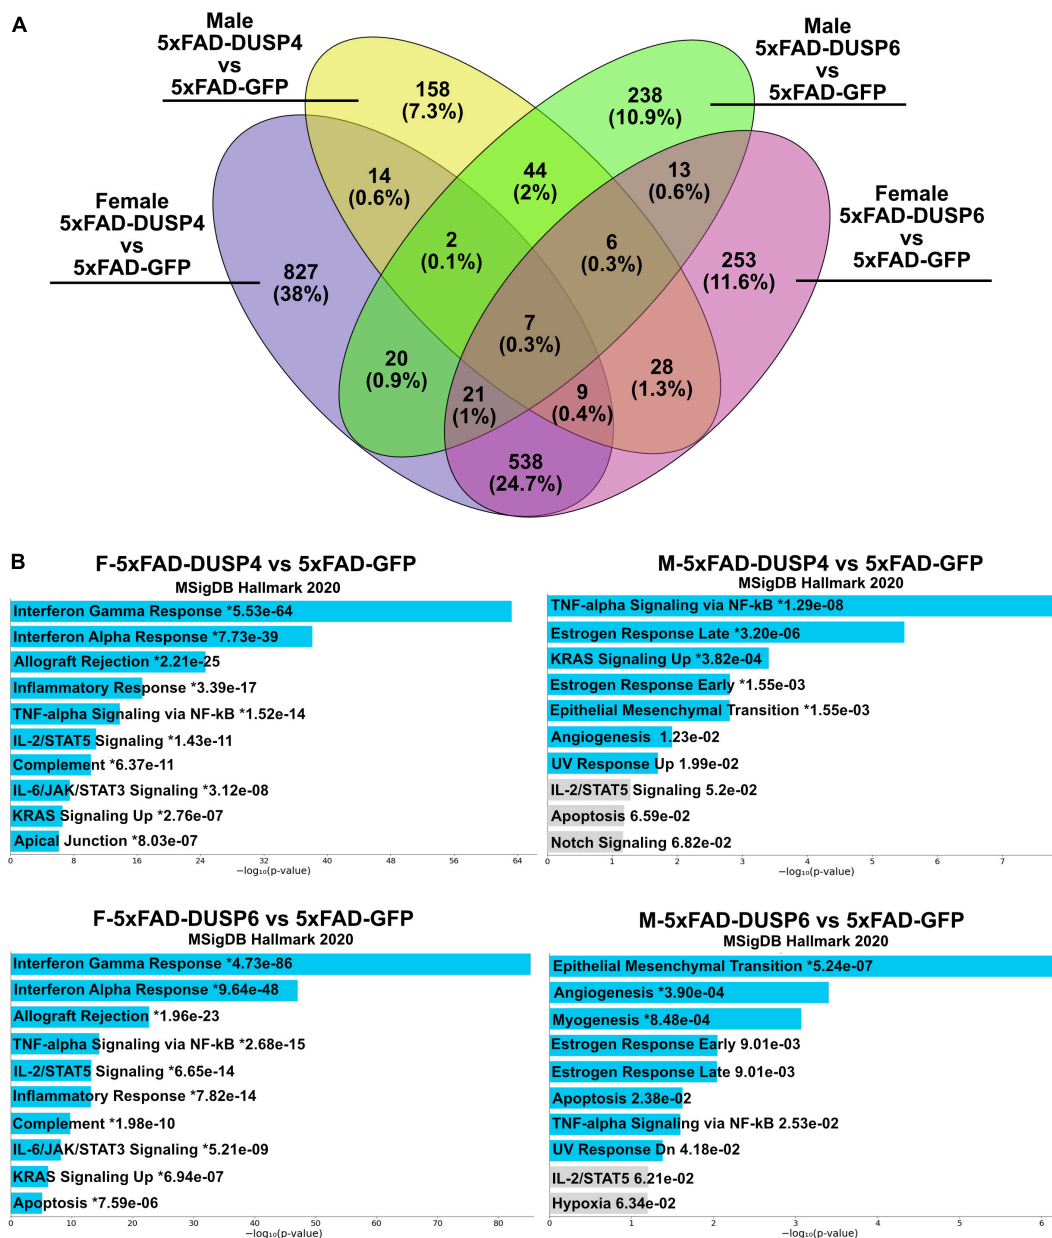 A
Male
5xFAD-DUSP4
vs
5xFAD-GFP
Male
5xFAD-DUSP6
vs
5xFAD-GFP
Female
5xFAD-DUSP4
vs
5xFAD-GFP
Female
5xFAD-DUSP6
vs
5xFAD-GFP
158
(7.3%)
238
(10.9%)
14
(0.6%)
44
(2%)
13
(0.6%)
827
(38%)
2
(0.1%)
6
(0.3%)
253
(11.6%)
7
(0.3%)
20
(0.9%)
21
(1%)
9
(0.4%)
28
(1.3%)
538
(24.7%)
B
F-5xFAD-DUSP4 vs 5xFAD-GFP
MSigDB Hallmark 2020
Interferon Gamma Response *5.53e-64
Interferon Alpha Response *7.73e-39
Allograft Rejection *2.21e-25
Inflammatory Response *3.39e-17
TNF-alpha Signaling via NF-kB *1.52e-14
IL-2/STAT5 Signaling *1.43e-11
Complement *6.37e-11
IL-6/JAK/STAT3 Signaling *3.12e-08
KRAS Signaling Up *2.76e-07
Apical Junction *8.03e-07
0 8 16 24 32 40 48 56 64
−log₁₀(p-value)
M-5xFAD-DUSP4 vs 5xFAD-GFP
MSigDB Hallmark 2020
TNF-alpha Signaling via NF-kB *1.29e-08
Estrogen Response Late *3.20e-06
KRAS Signaling Up *3.82e-04
Estrogen Response Early *1.55e-03
Epithelial Mesenchymal Transition *1.55e-03
Angiogenesis 1.23e-02
UV Response Up 1.99e-02
IL-2/STAT5 Signaling 5.2e-02
Apoptosis 6.59e-02
Notch Signaling 6.82e-02
0 1 2 3 4 5 6 7
−log₁₀(p-value)
F-5xFAD-DUSP6 vs 5xFAD-GFP
MSigDB Hallmark 2020
Interferon Gamma Response *4.73e-86
Interferon Alpha Response *9.64e-48
Allograft Rejection *1.96e-23
TNF-alpha Signaling via NF-kB *2.68e-15
IL-2/STAT5 Signaling *6.65e-14
Inflammatory Response *7.82e-14
Complement *1.98e-10
IL-6/JAK/STAT3 Signaling *5.21e-09
KRAS Signaling Up *6.94e-07
Apoptosis *7.59e-06
0 10 20 30 40 50 60 70 80
−log₁₀(p-value)
M-5xFAD-DUSP6 vs 5xFAD-GFP
MSigDB Hallmark 2020
Epithelial Mesenchymal Transition *5.24e-07
Angiogenesis *3.90e-04
Myogenesis *8.48e-04
Estrogen Response Early 9.01e-03
Estrogen Response Late 9.01e-03
Apoptosis 2.38e-02
TNF-alpha Signaling via NF-kB 2.53e-02
UV Response Dn 4.18e-02
IL-2/STAT5 6.21e-02
Hypoxia 6.34e-02
0 1 2 3 4 5 6
−log₁₀(p-value)